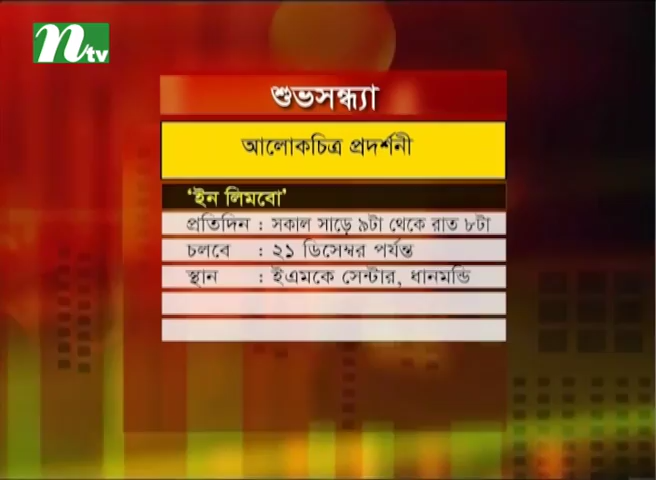 ntv
শুভসন্ধ্যা
আলোকচিত্র প্রদর্শনী
‘ইন লিমবো’
প্রতিদিন : সকাল সাড়ে ৯টা থেকে রাত ৮টা
চলবে : ২১ ডিসেম্বর পর্যন্ত
স্থান : ইএমকে সেন্টার, ধানমন্ডি